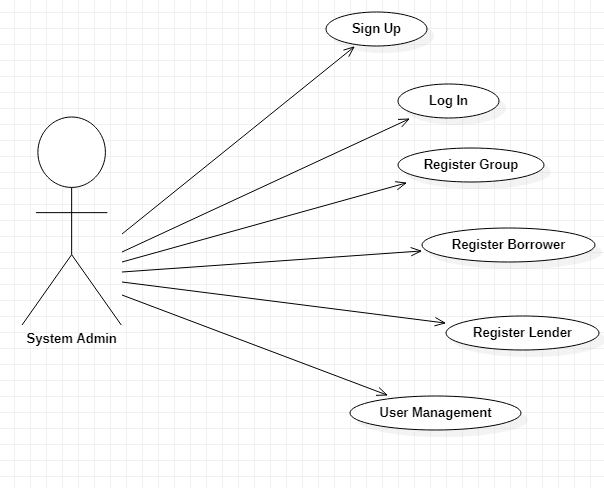 Sign Up
Log In
Register Group
Register Borrower
Register Lender
System Admin
User Management